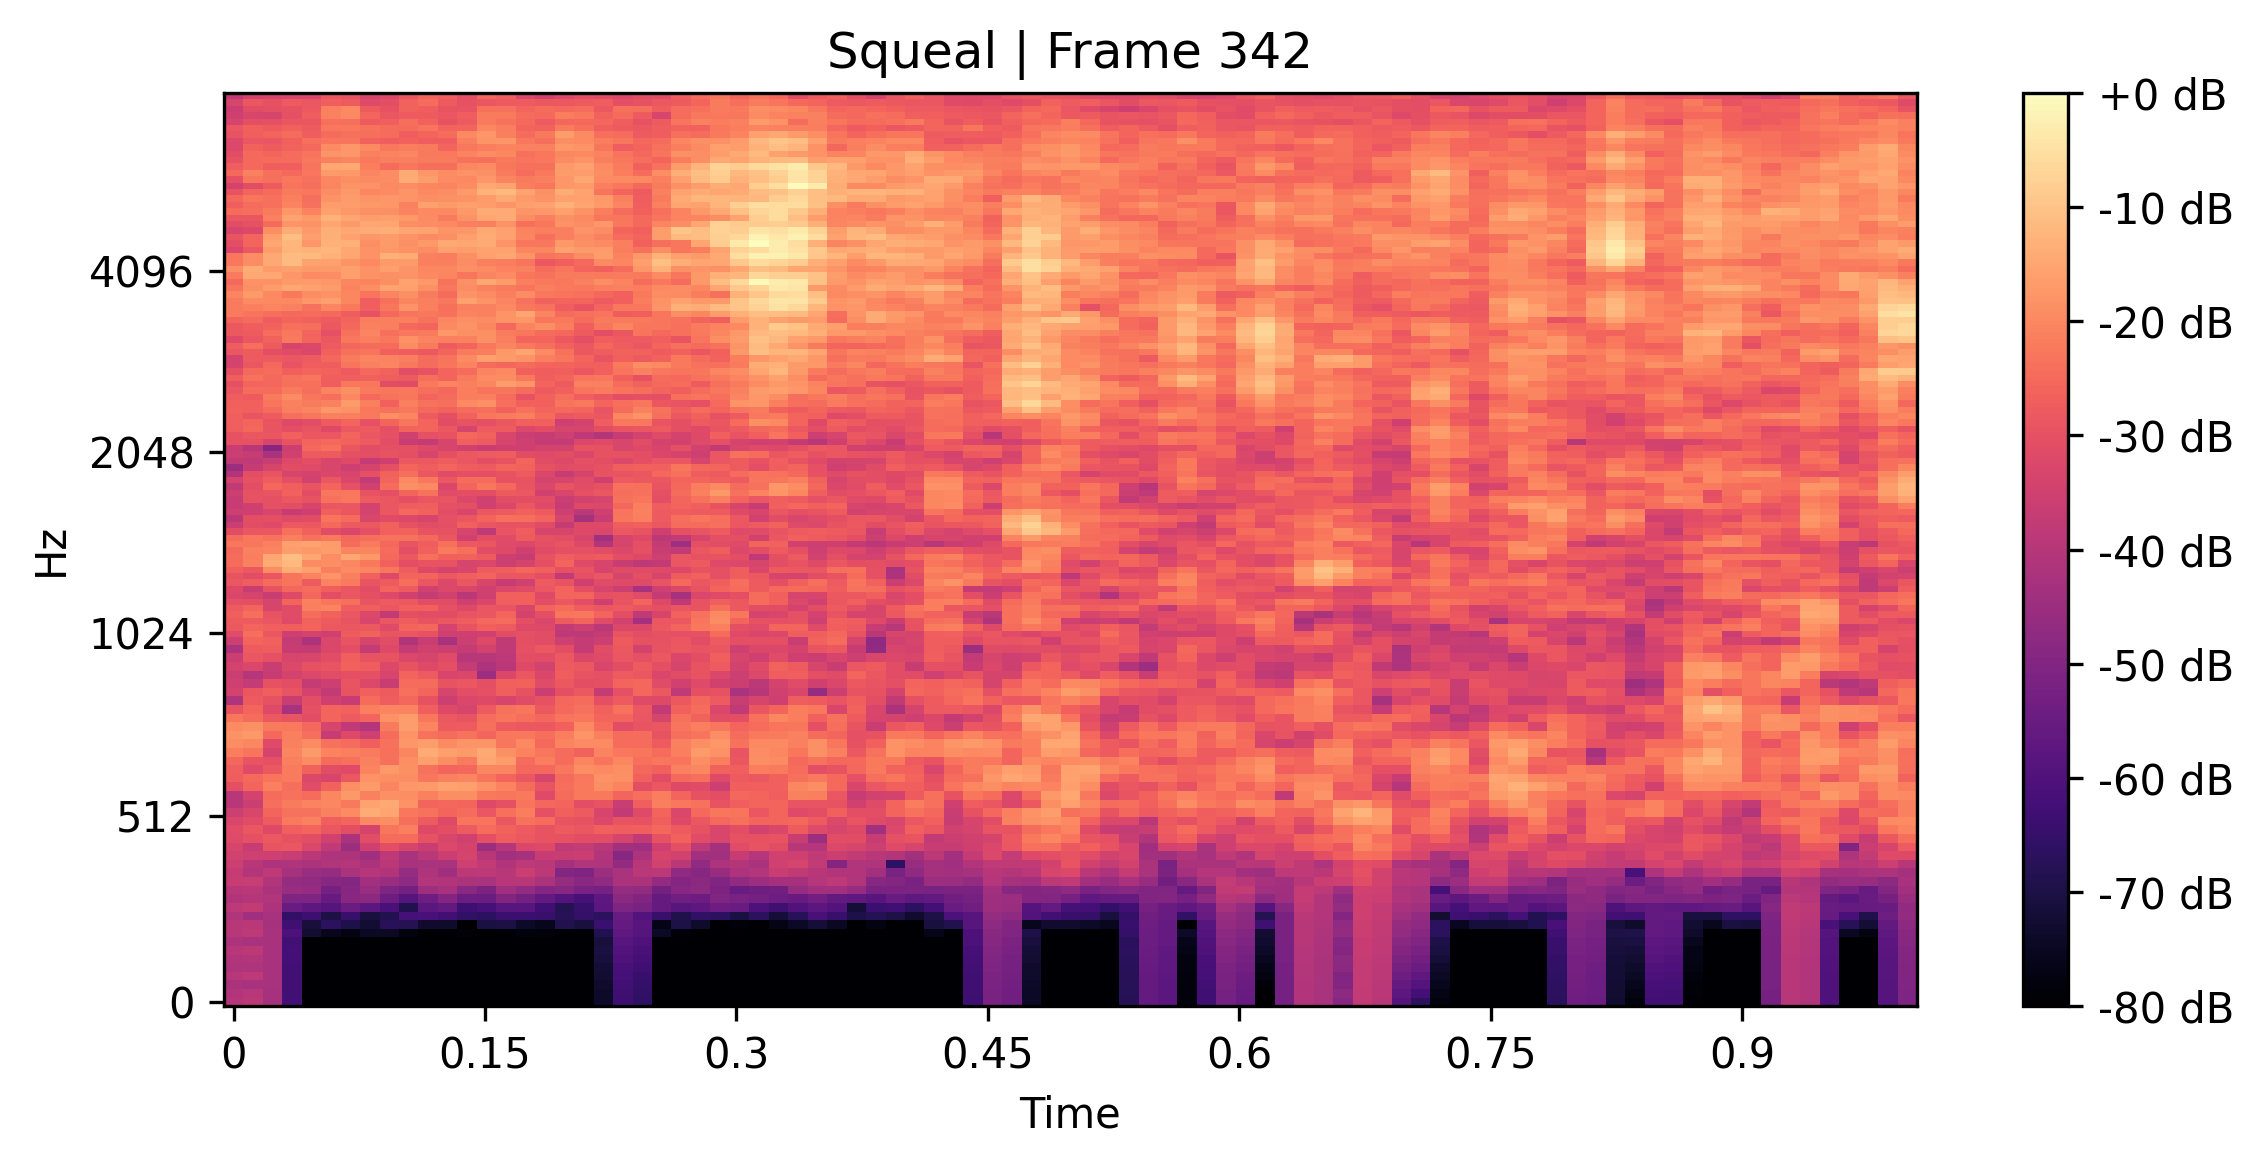 Squeal | Frame 342
Hz
4096
2048
1024
512
0
0 0.15 0.3 0.45 0.6 0.75 0.9
Time
+0 dB
-10 dB
-20 dB
-30 dB
-40 dB
-50 dB
-60 dB
-70 dB
-80 dB